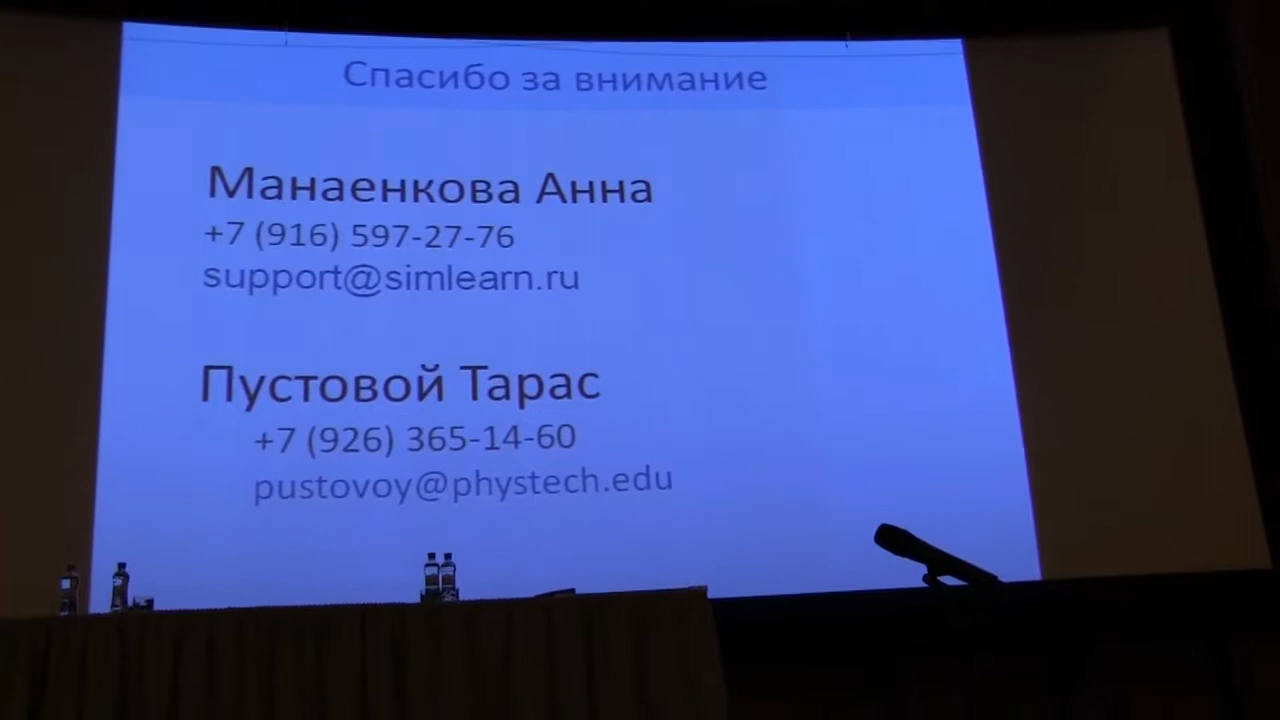 Спасибо за внимание
Манаенкова Анна
+7 (916) 597-27-76
support@simlearn.ru
Пустовой Тарас
+7 (926) 365-14-60
pustovoy@phystech.edu